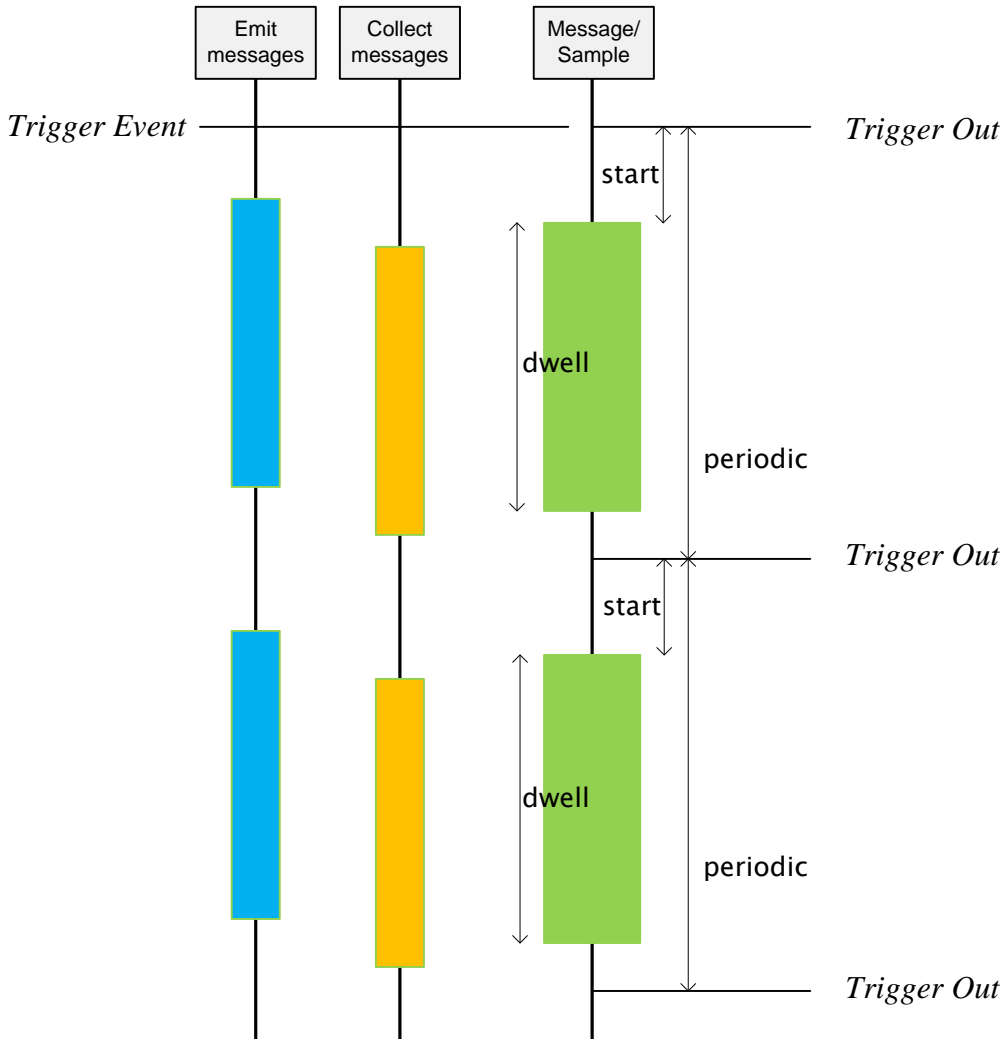 Emit
messages
Collect
messages
Message/
Sample
Trigger Event
Trigger Out
start
dwell
periodic
Trigger Out
start
dwell
periodic
Trigger Out